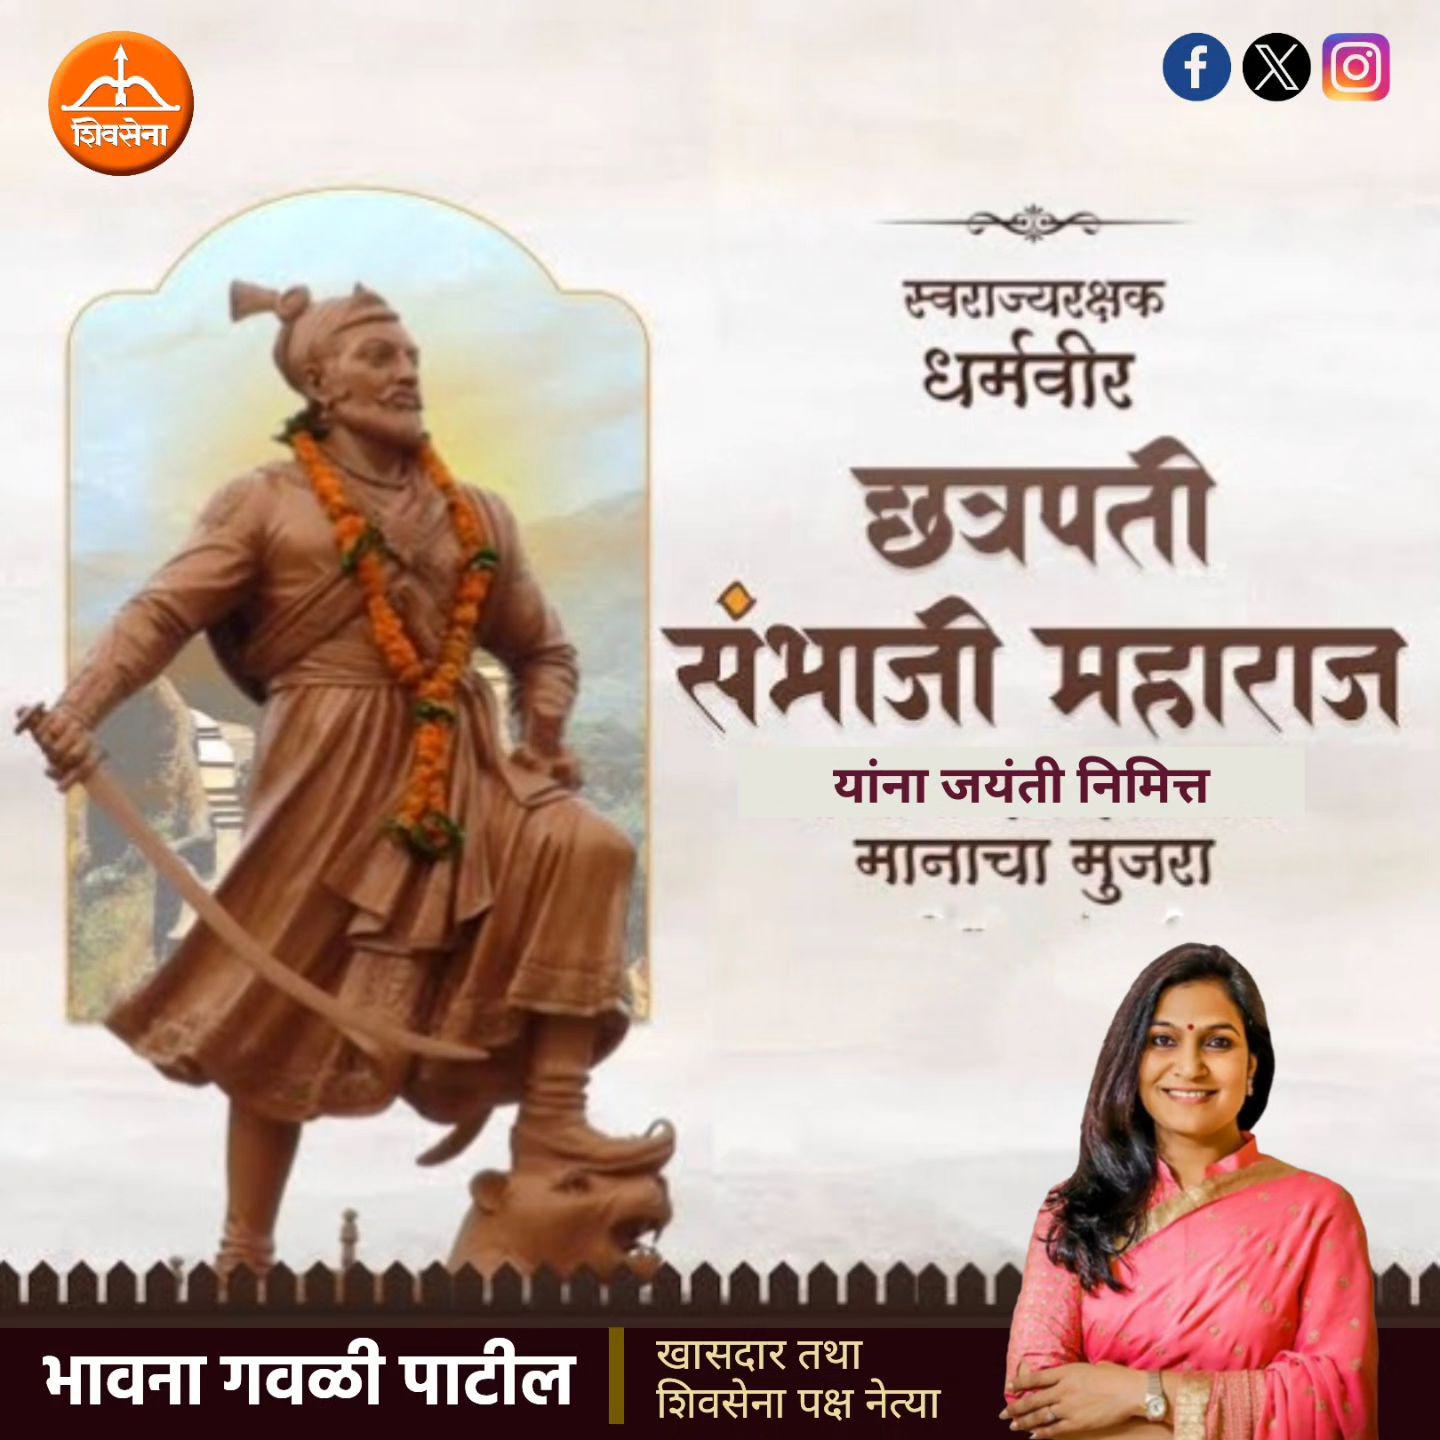 शिवसेना
स्वराज्यरक्षक
धर्मवीर
छत्रपती
संभाजी महाराज
यांना जयंती निमित्त
मानाचा मुजरा
भावना गवळी पाटील
खासदार तथा
शिवसेना पक्ष नेत्या